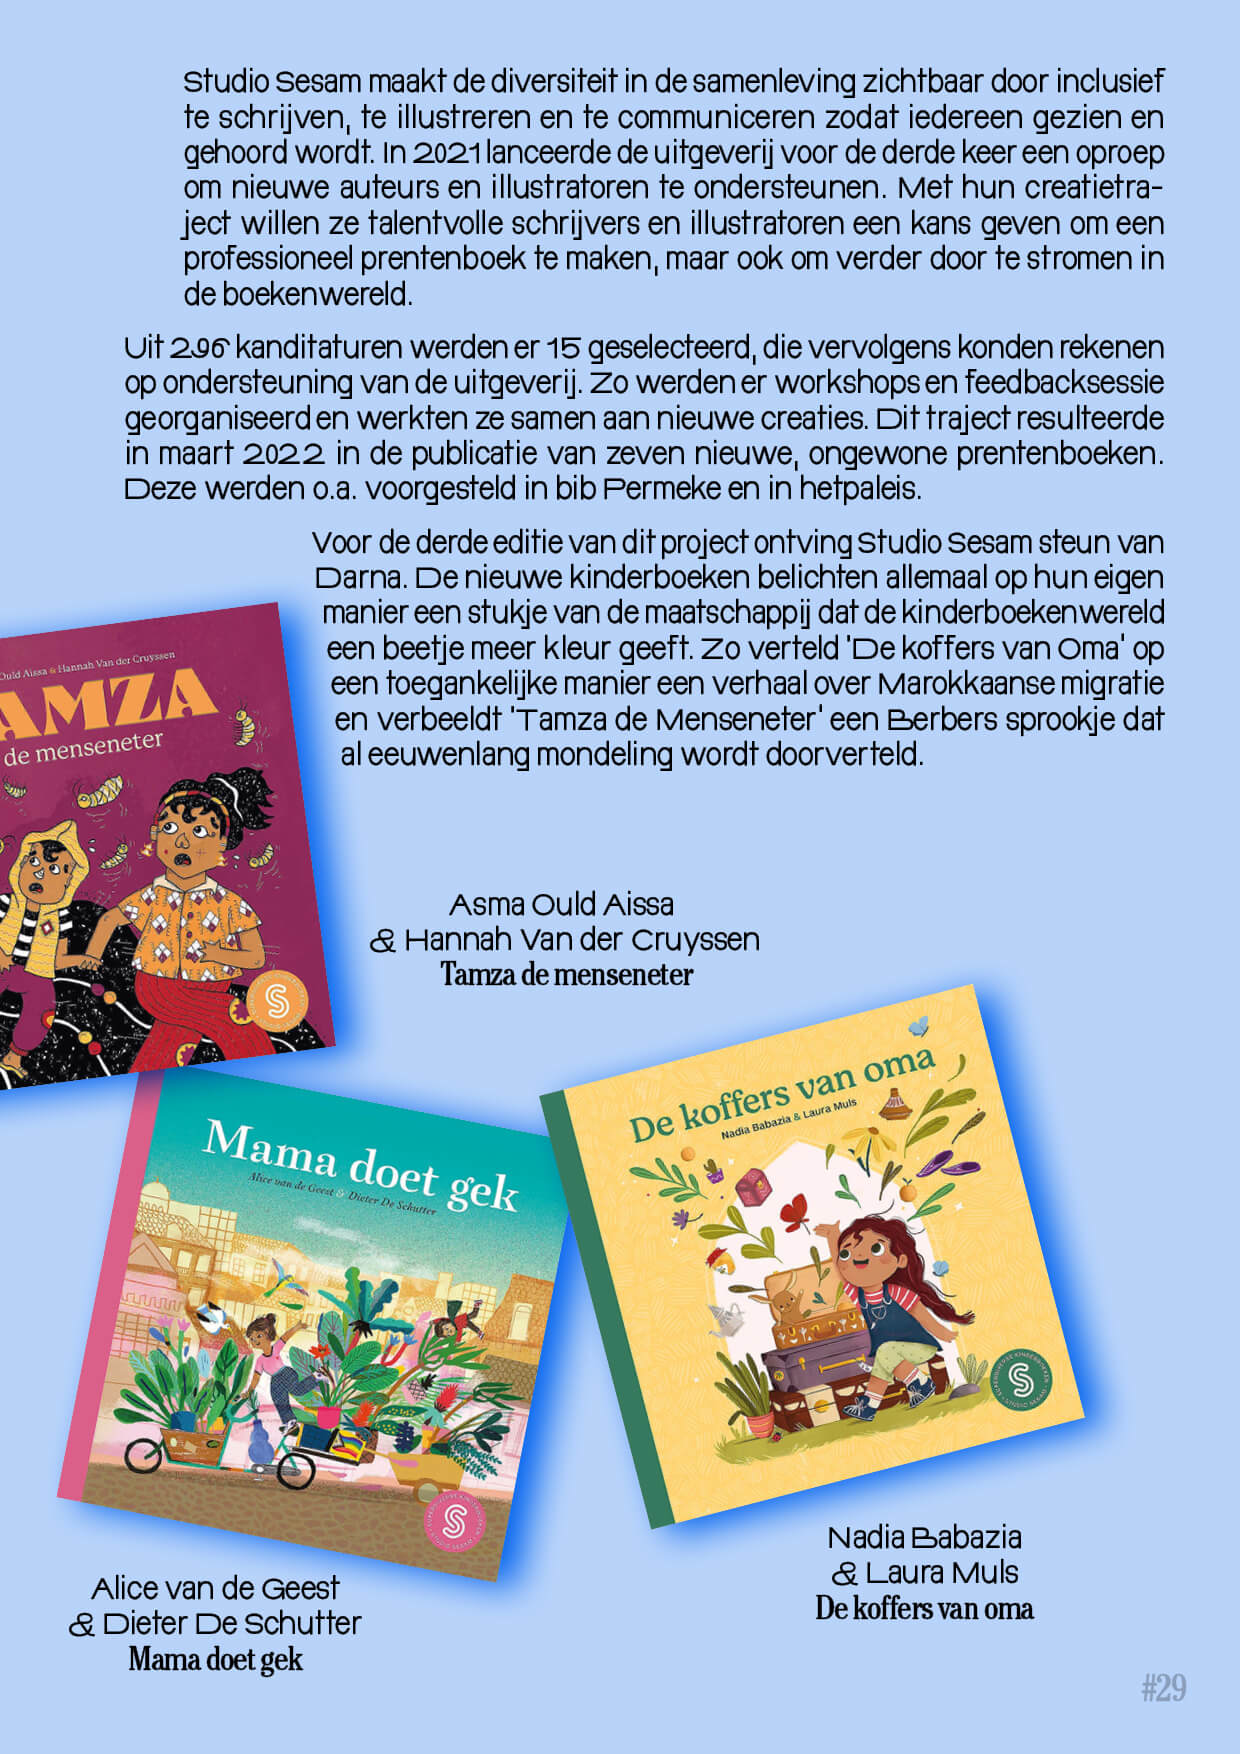 Studio Sesam maakt de diversiteit in de samenleving zichtbaar door inclusief
te schrijven, te illustreren en te communiceren zodat iedereen gezien en
gehoord wordt. In 2021 lanceerde de uitgeverij voor de derde keer een oproep
om nieuwe auteurs en illustratoren te ondersteunen. Met hun creatietra-
ject willen ze talentvolle schrijvers en illustratoren een kans geven om een
professioneel prentenboek te maken, maar ook om verder door te stromen in
de boekenwereld.
Uit 296 kanditaturen werden er 15 geselecteerd, die vervolgens konden rekenen
op ondersteuning van de uitgeverij. Zo werden er workshops en feedbacksessie
georganiseerd en werkten ze samen aan nieuwe creaties. Dit traject resulteerde
in maart 2022 in de publicatie van zeven nieuwe, ongewone prentenboeken.
Deze werden o.a. voorgesteld in bib Permeke en in hetpaleis.
Voor de derde editie van dit project ontving Studio Sesam steun van
Darna. De nieuwe kinderboeken belichten allemaal op hun eigen
manier een stukje van de maatschappij dat de kinderboekenwereld
een beetje meer kleur geeft. Zo verteld 'De koffers van Oma' op
een toegankelijke manier een verhaal over Marokkaanse migratie
en verbeeldt 'Tamza de Menseneter' een Berbers sprookje dat
al eeuwenlang mondeling wordt doorverteld.
Ould Aissa & Hannah Van der Cruyssen
AMZA
de menseneter
S
Asma Ould Aissa
& Hannah Van der Cruyssen
Tamza de menseneter
Mama doet gek
Alice van de Geest & Dieter De Schutter
S
De koffers van oma
Nadia Babazia & Laura Muls
S
Nadia Babazia
& Laura Muls
De koffers van oma
Alice van de Geest
& Dieter De Schutter
Mama doet gek
#29